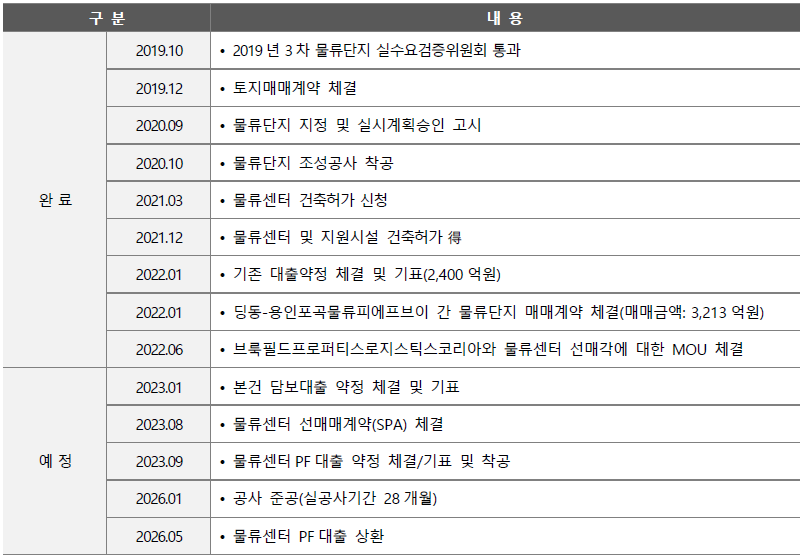 구 분 내 용
완 료
2019.10 • 2019년 3차 물류단지 실수요검증위원회 통과
2019.12 • 토지매매계약 체결
2020.09 • 물류단지 지정 및 실시계획승인 고시
2020.10 • 물류단지 조성공사 착공
2021.03 • 물류센터 건축허가 신청
2021.12 • 물류센터 및 지원시설 건축허가 得
2022.01 • 기존 대출약정 체결 및 기표(2,400 억원)
2022.01 • 딩동-용인포곡물류피에프브이 간 물류단지 매매계약 체결(매매금액: 3,213 억원)
2022.06 • 브룩필드프로퍼티스로지스틱스코리아와 물류센터 선매각에 대한 MOU 체결
예 정
2023.01 • 본건 담보대출 약정 체결 및 기표
2023.08 • 물류센터 선매매계약(SPA) 체결
2023.09 • 물류센터 PF 대출 약정 체결/기표 및 착공
2026.01 • 공사 준공(실공사기간 28 개월)
2026.05 • 물류센터 PF 대출 상환